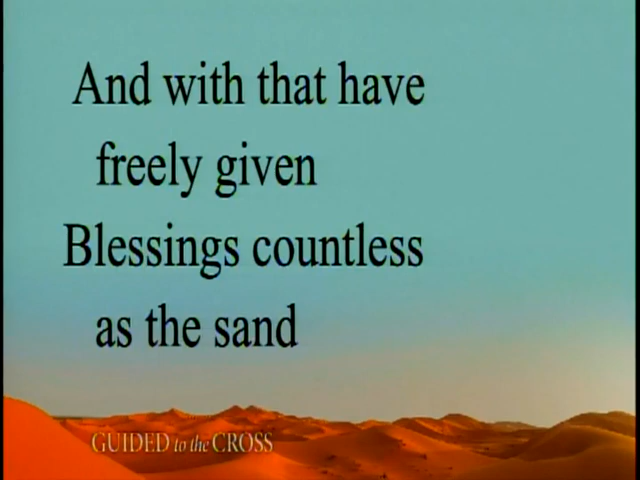 And with that have
freely given
Blessings countless
as the sand
GUIDED to the CROSS